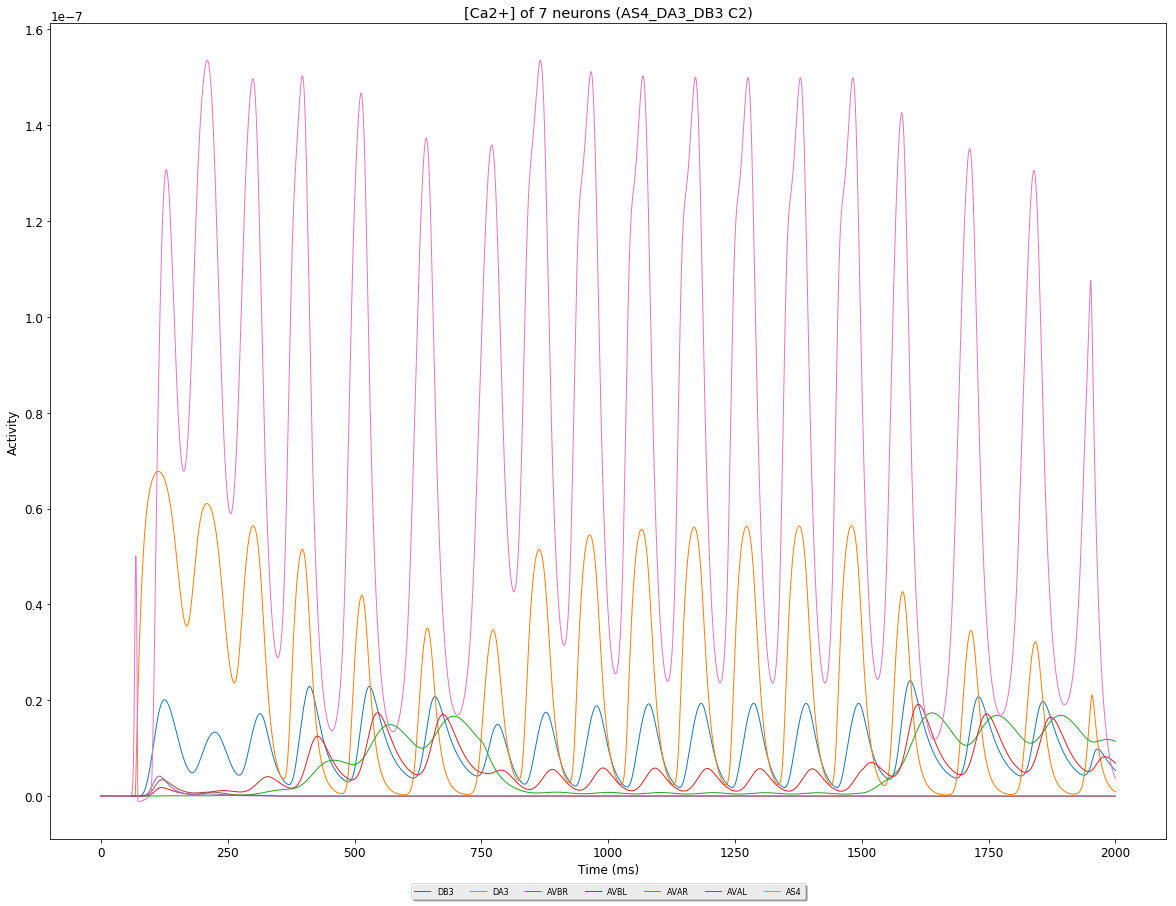 [Ca2+] of 7 neurons (AS4_DA3_DB3 C2)
1e−7
1.6
1.4
1.2
1.0
0.8
0.6
0.4
0.2
0.0
Activity
0 250 500 750 1000 1250 1500 1750 2000
Time (ms)
DB3 DA3 AVBR AVBL AVAR AVAL AS4